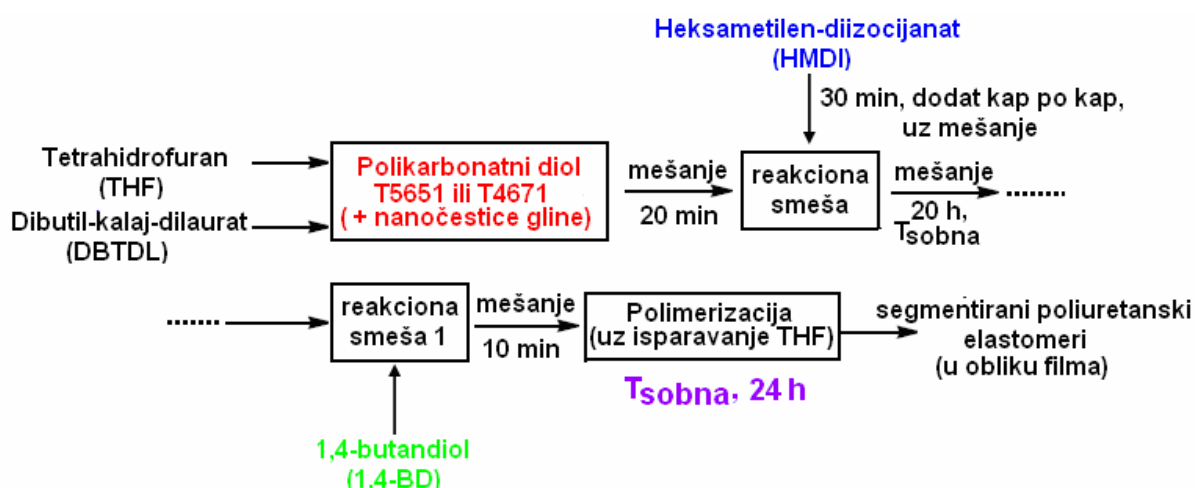 Heksametilen-diizocijanat
(HMDI)
30 min, dodat kap po kap,
uz mešanje
Tetrahidrofuran
(THF)
Dibutil-kalaj-dilaurat
(DBTDL)
Polikarbonatni diol
T5651 ili T4671
( + nanočestice gline)
mešanje
20 min
reakciona
smeša
mešanje
20 h,
Tsobna
........
.......
reakciona
smeša 1
mešanje
10 min
Polimerizacija
(uz isparavanje THF)
Tsobna, 24 h
segmentirani poliuretanski
elastomeri
(u obliku filma)
1,4-butandiol
(1,4-BD)